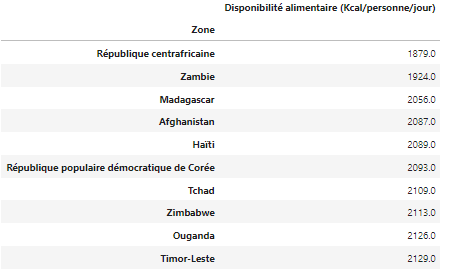 Disponibilité alimentaire (Kcal/personne/jour)
Zone
République centrafricaine 1879.0
Zambie 1924.0
Madagascar 2056.0
Afghanistan 2087.0
Haïti 2089.0
République populaire démocratique de Corée 2093.0
Tchad 2109.0
Zimbabwe 2113.0
Ouganda 2126.0
Timor-Leste 2129.0